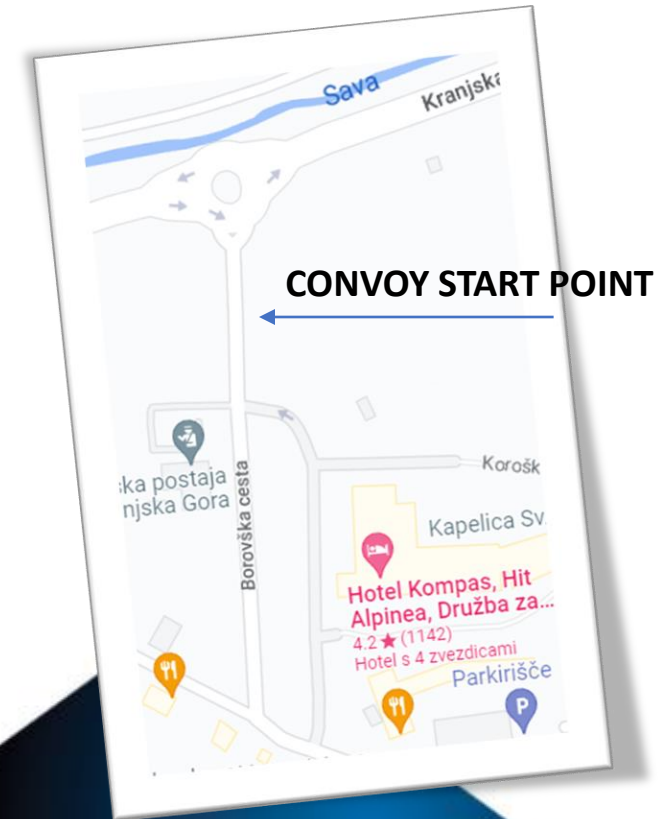 Sava
Kranjska
CONVOY START POINT
ška postaja
njska Gora
Borovška cesta
Korošk
Kapelica Sv.
Hotel Kompas, Hit
Alpinea, Družba za...
4.2★(1142)
Hotel s 4 zvezdicami
Parkirišče
P